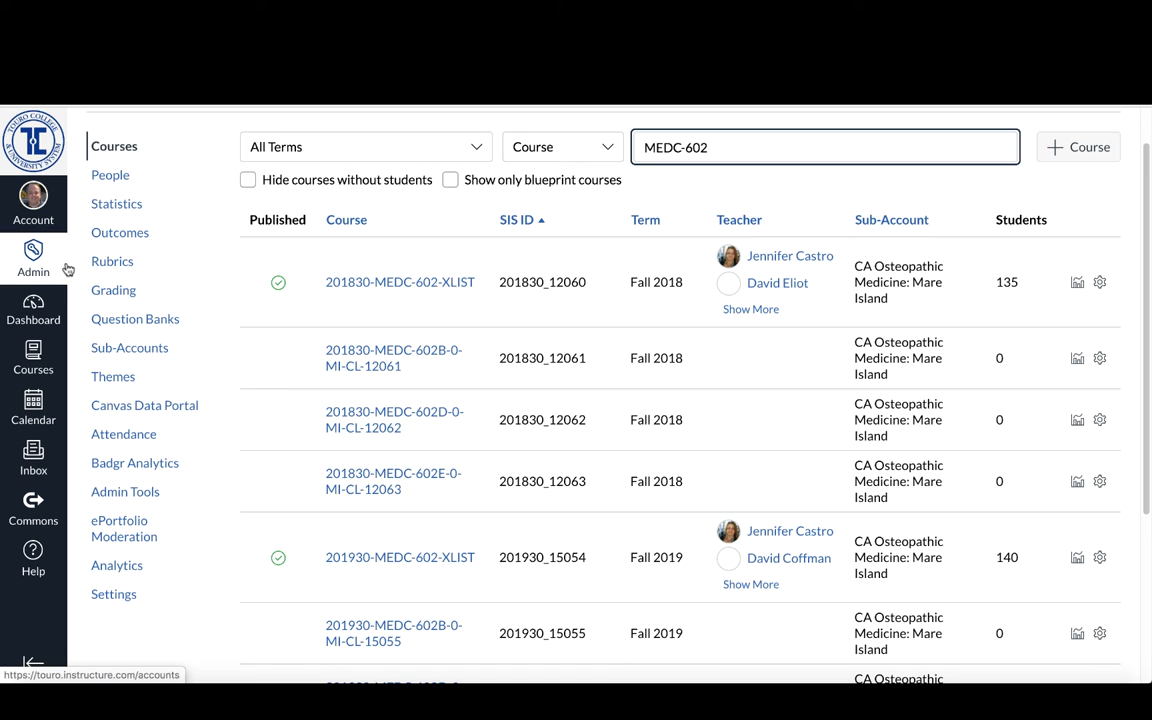 TOURO COLLEGE
& UNIVERSITY SYSTEM
Account
Admin
Dashboard
Courses
Calendar
Inbox
Commons
Help
Courses
People
Statistics
Outcomes
Rubrics
Grading
Question Banks
Sub-Accounts
Themes
Canvas Data Portal
Attendance
Badgr Analytics
Admin Tools
ePortfolio
Moderation
Analytics
Settings
All Terms
Course
MEDC-602
+ Course
Hide courses without students
Show only blueprint courses
Published
Course
SIS ID
Term
Teacher
Sub-Account
Students
201830-MEDC-602-XLIST
201830_12060
Fall 2018
Jennifer Castro
David Eliot
Show More
CA Osteopathic
Medicine: Mare
Island
135
201830-MEDC-602B-0-
MI-CL-12061
201830_12061
Fall 2018
CA Osteopathic
Medicine: Mare
Island
0
201830-MEDC-602D-0-
MI-CL-12062
201830_12062
Fall 2018
CA Osteopathic
Medicine: Mare
Island
0
201830-MEDC-602E-0-
MI-CL-12063
201830_12063
Fall 2018
CA Osteopathic
Medicine: Mare
Island
0
201930-MEDC-602-XLIST
201930_15054
Fall 2019
Jennifer Castro
David Coffman
Show More
CA Osteopathic
Medicine: Mare
Island
140
201930-MEDC-602B-0-
MI-CL-15055
201930_15055
Fall 2019
CA Osteopathic
Medicine: Mare
Island
0
CA Osteopathic
https://touro.instructure.com/accounts